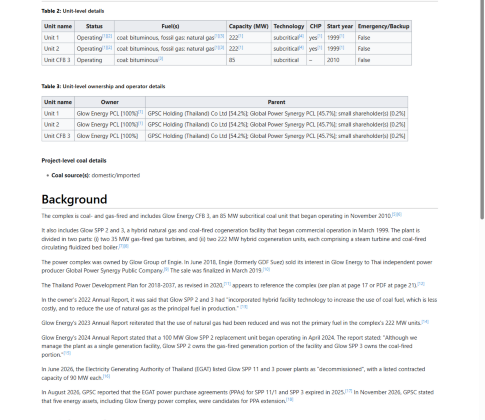 Table 2: Unit-level details
Unit name Status Fuel(s) Capacity (MW) Technology CHP Start year Emergency/Backup
Unit 1 Operating coal: bituminous, fossil gas: natural gas 222 subcritical yes 1999 False
Unit 2 Operating coal: bituminous, fossil gas: natural gas 222 subcritical yes 1999 False
Unit CFB 3 Operating coal: bituminous 85 subcritical – 2010 False
Table 3: Unit-level ownership and operator details
Unit name Owner Parent
Unit 1 Glow Energy PCL [100%] GPSC Holding (Thailand) Co Ltd [54.2%]; Global Power Synergy PCL [45.7%]; small shareholder(s) [0.2%]
Unit 2 Glow Energy PCL [100%] GPSC Holding (Thailand) Co Ltd [54.2%]; Global Power Synergy PCL [45.7%]; small shareholder(s) [0.2%]
Unit CFB 3 Glow Energy PCL [100%] GPSC Holding (Thailand) Co Ltd [54.2%]; Global Power Synergy PCL [45.7%]; small shareholder(s) [0.2%]
Project-level coal details
• Coal source(s): domestic/imported
Background
The complex is coal- and gas-fired and includes Glow Energy CFB 3, an 85 MW subcritical coal unit that began operating in November 2010.
It also includes Glow SPP 2 and 3, a hybrid natural gas and coal-fired cogeneration facility that began commercial operation in March 1999. The plant is
divided in two parts: (i) two 35 MW gas-fired gas turbines, and (ii) two 222 MW hybrid cogeneration units, each comprising a steam turbine and coal-fired
circulating fluidized bed boiler.
The power complex was owned by Glow Group of Engie. In June 2018, Engie (formerly GDF Suez) sold its interest in Glow Energy to Thai independent power
producer Global Power Synergy Public Company. The sale was finalized in March 2019.
The Thailand Power Development Plan for 2018-2037, as revised in 2020, appears to reference the complex (see plan at page 17 or PDF at page 21).
In the owner's 2022 Annual Report, it was said that Glow SPP 2 and 3 had "incorporated hybrid facility technology to increase the use of coal fuel, which is less
costly, and to reduce the use of natural gas as the principal fuel in production."
Glow Energy's 2023 Annual Report reiterated that the use of natural gas had been reduced and was not the primary fuel in the complex's 222 MW units.
Glow Energy's 2024 Annual Report stated that a 100 MW Glow SPP 2 replacement unit began operating in April 2024. The report stated: "Although we
manage the plant as a single generation facility, Glow SPP 2 owns the gas-fired generation portion of the facility and Glow SPP 3 owns the coal-fired
portion."
In June 2026, the Electricity Generating Authority of Thailand (EGAT) listed Glow SPP 11 and 3 power plants as "decommissioned", with a listed contracted
capacity of 90 MW each.
In August 2026, GPSC reported that the EGAT power purchase agreements (PPAs) for SPP 11/1 and SPP 3 expired in 2025. In November 2026, GPSC stated
that five energy assets, including Glow Energy power complex, were candidates for PPA extension.